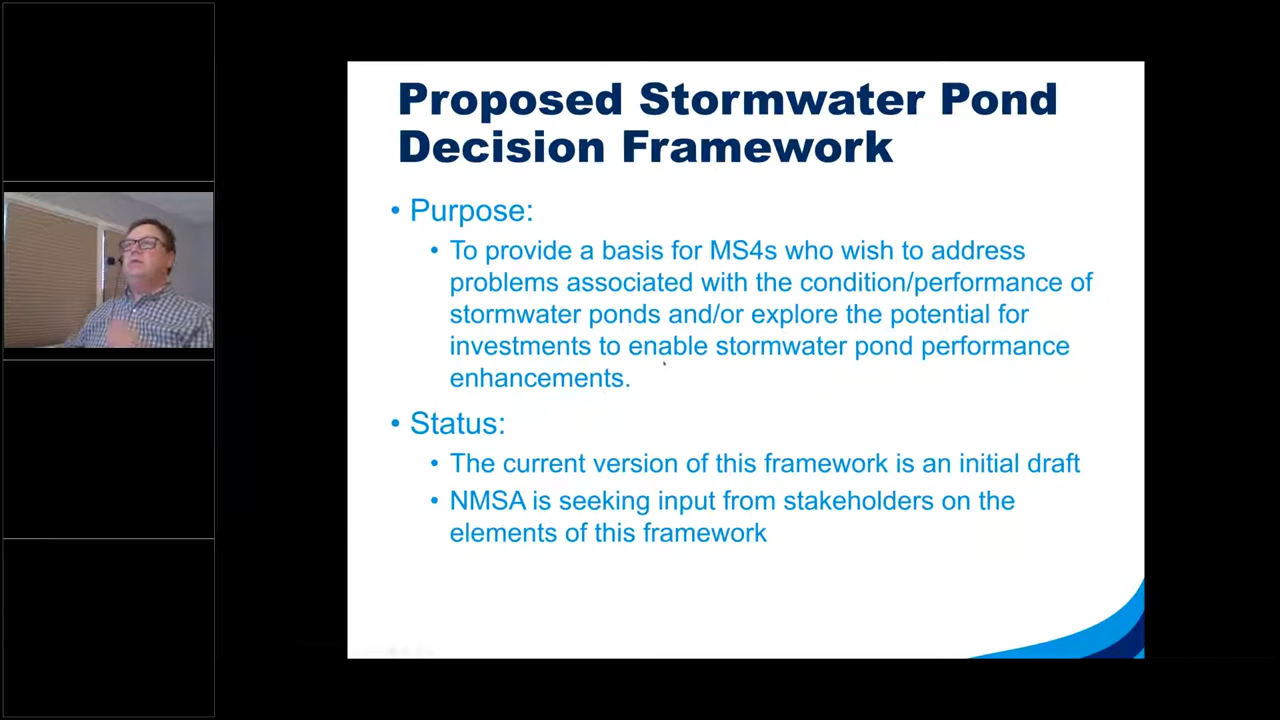 Proposed Stormwater Pond
Decision Framework
• Purpose:
• To provide a basis for MS4s who wish to address
problems associated with the condition/performance of
stormwater ponds and/or explore the potential for
investments to enable stormwater pond performance
enhancements.
• Status:
• The current version of this framework is an initial draft
• NMSA is seeking input from stakeholders on the
elements of this framework